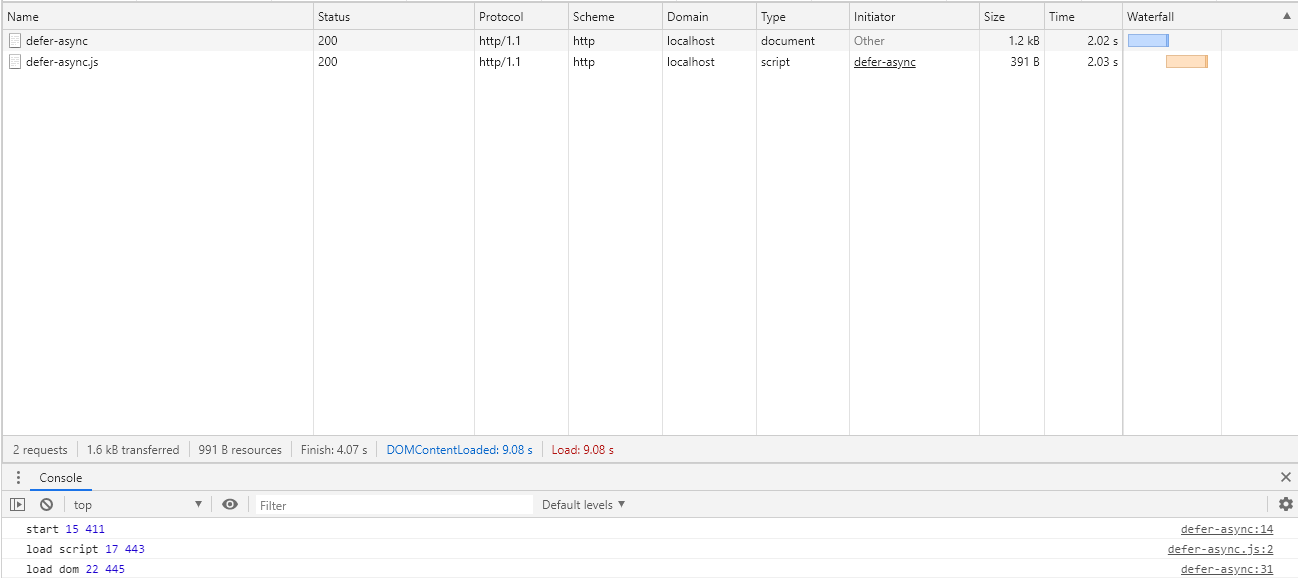 Name Status Protocol Scheme Domain Type Initiator Size Time Waterfall ▲
defer-async 200 http/1.1 http localhost document Other 1.2 kB 2.02 s
defer-async.js 200 http/1.1 http localhost script defer-async 391 B 2.03 s
2 requests 1.6 kB transferred 991 B resources Finish: 4.07 s DOMContentLoaded: 9.08 s Load: 9.08 s
Console
top ▼ Filter Default levels ▼
start 15 411 defer-async:14
load script 17 443 defer-async.js:2
load dom 22 445 defer-async:31